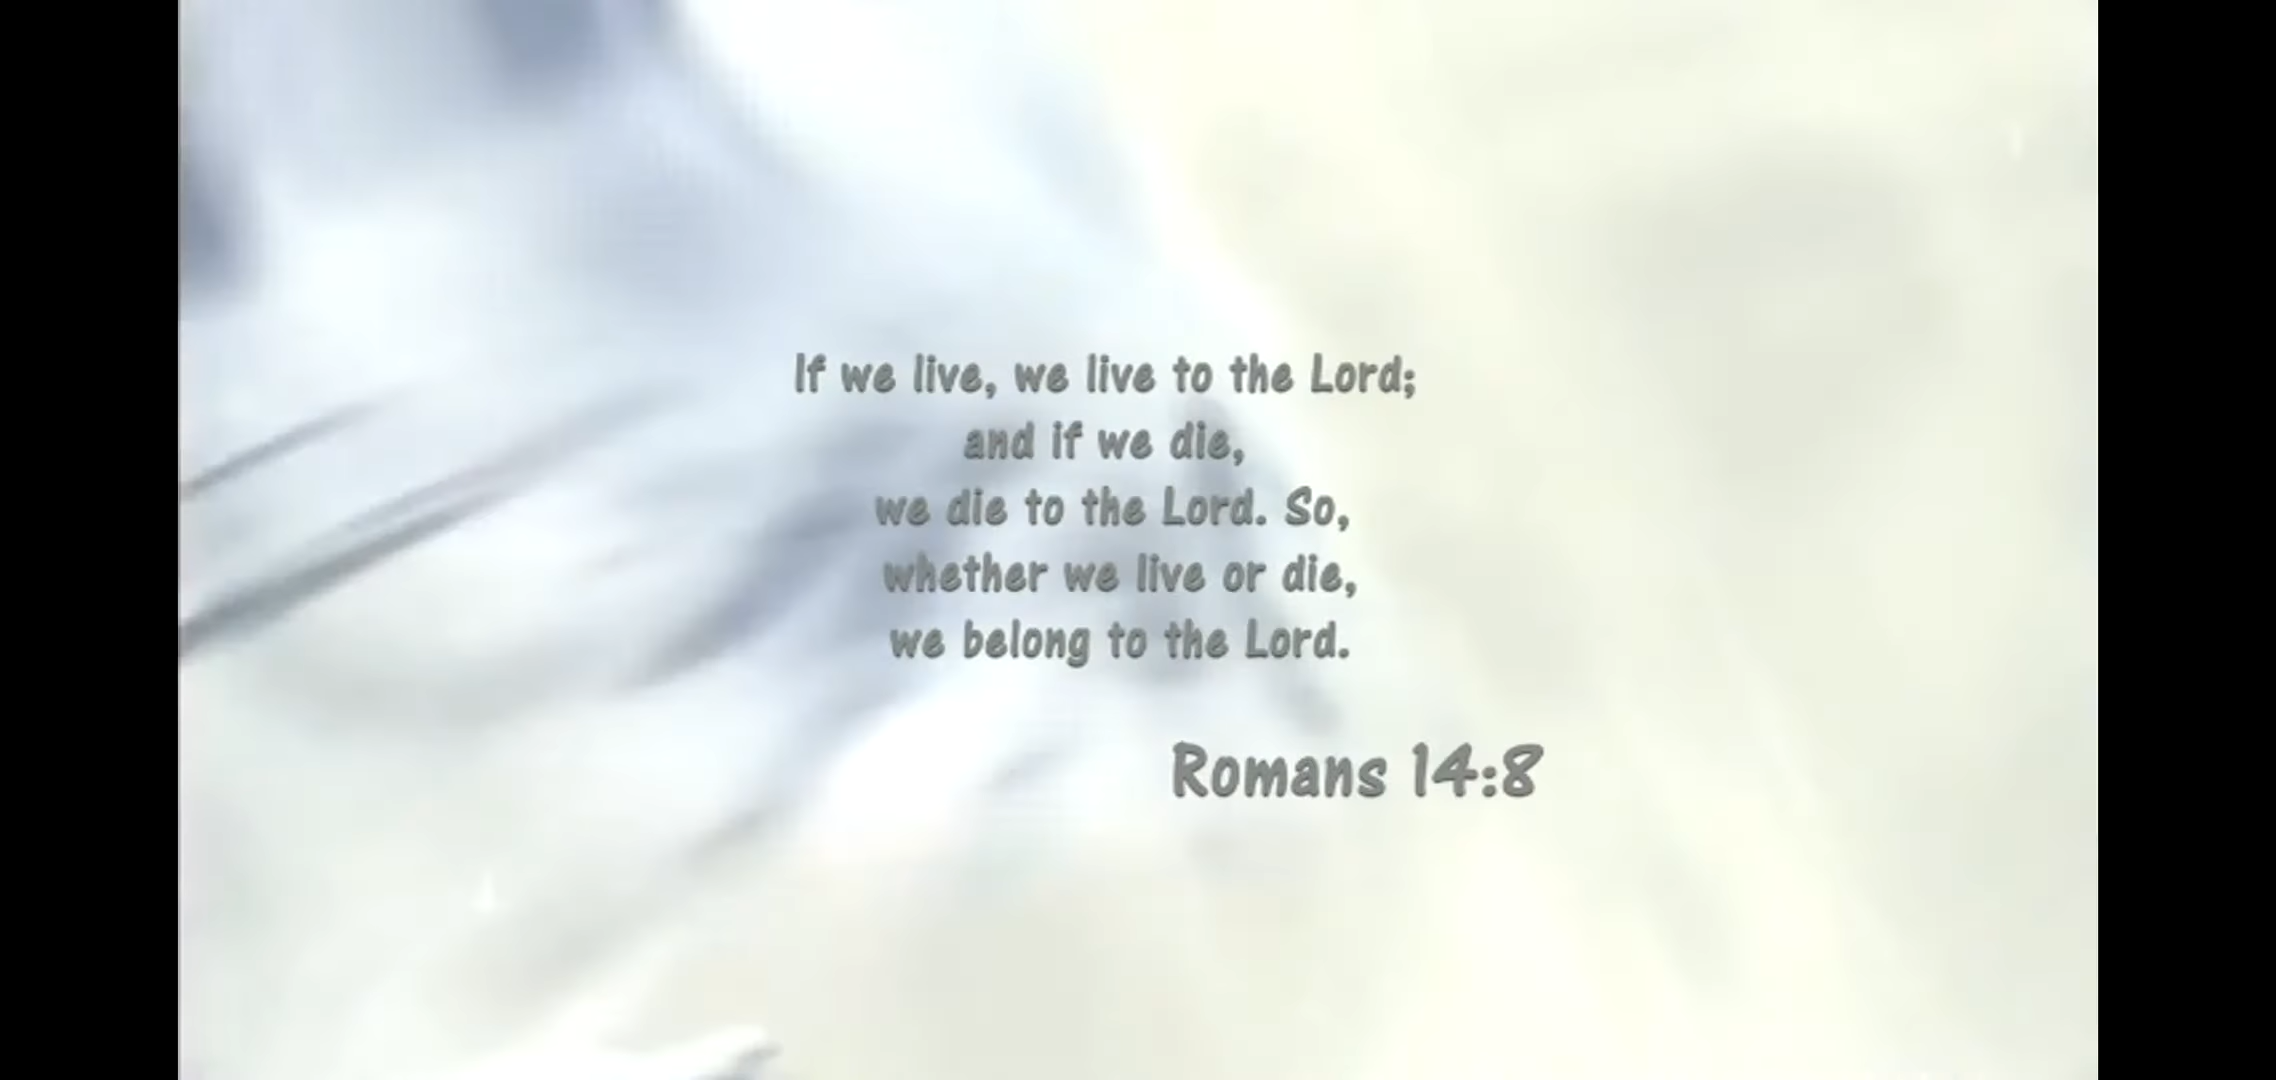 If we live, we live to the Lord;
and if we die,
we die to the Lord. So,
whether we live or die,
we belong to the Lord.
Romans 14:8